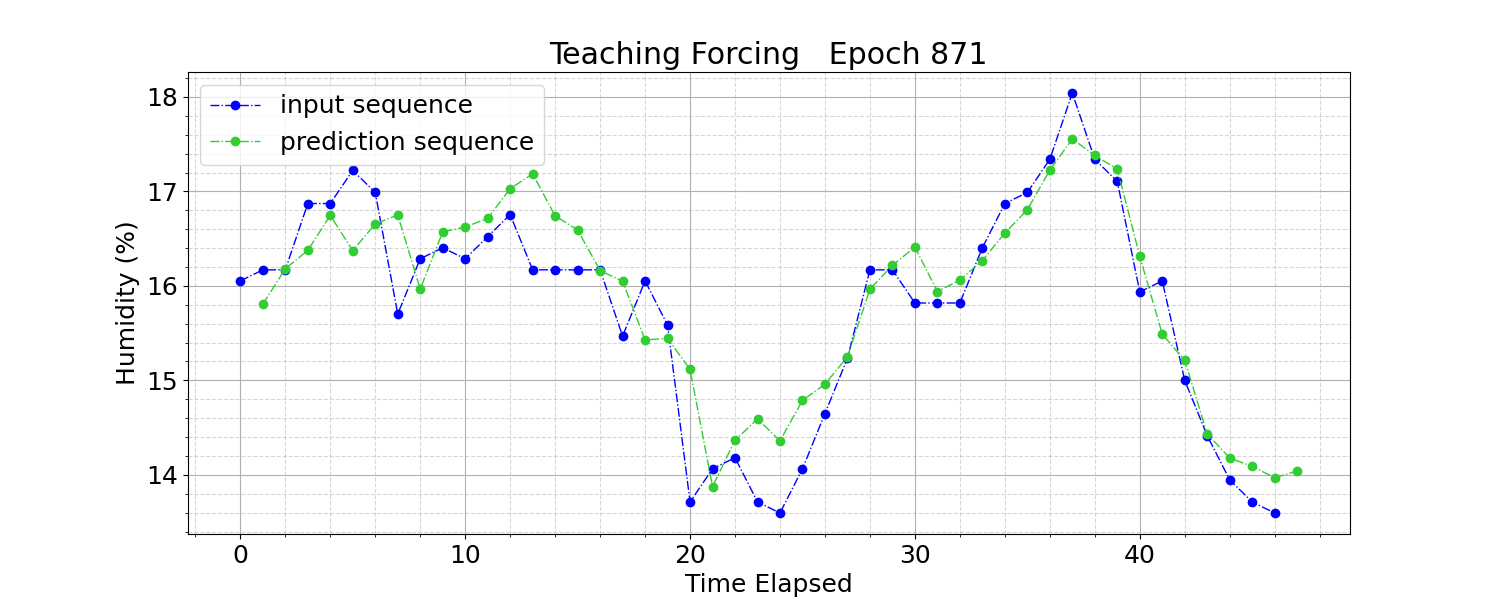 Teaching Forcing   Epoch 871
input sequence
prediction sequence
Humidity (%)
18
17
16
15
14
0 10 20 30 40
Time Elapsed